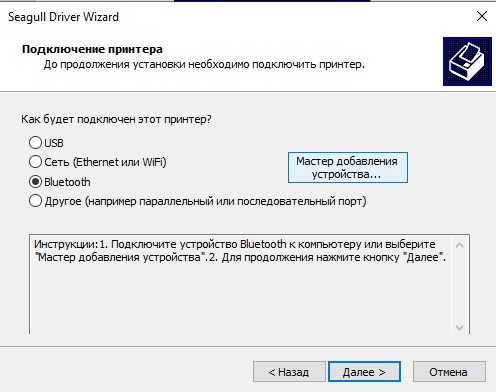 Seagull Driver Wizard
Подключение принтера
До продолжения установки необходимо подключить принтер.
Как будет подключен этот принтер?
USB
Сеть (Ethernet или WiFi)
Мастер добавления
устройства...
Bluetooth
Другое (например параллельный или последовательный порт)
Инструкции:1. Подключите устройство Bluetooth к компьютеру или выберите
"Мастер добавления устройства".2. Для продолжения нажмите кнопку "Далее".
< Назад
Далее >
Отмена